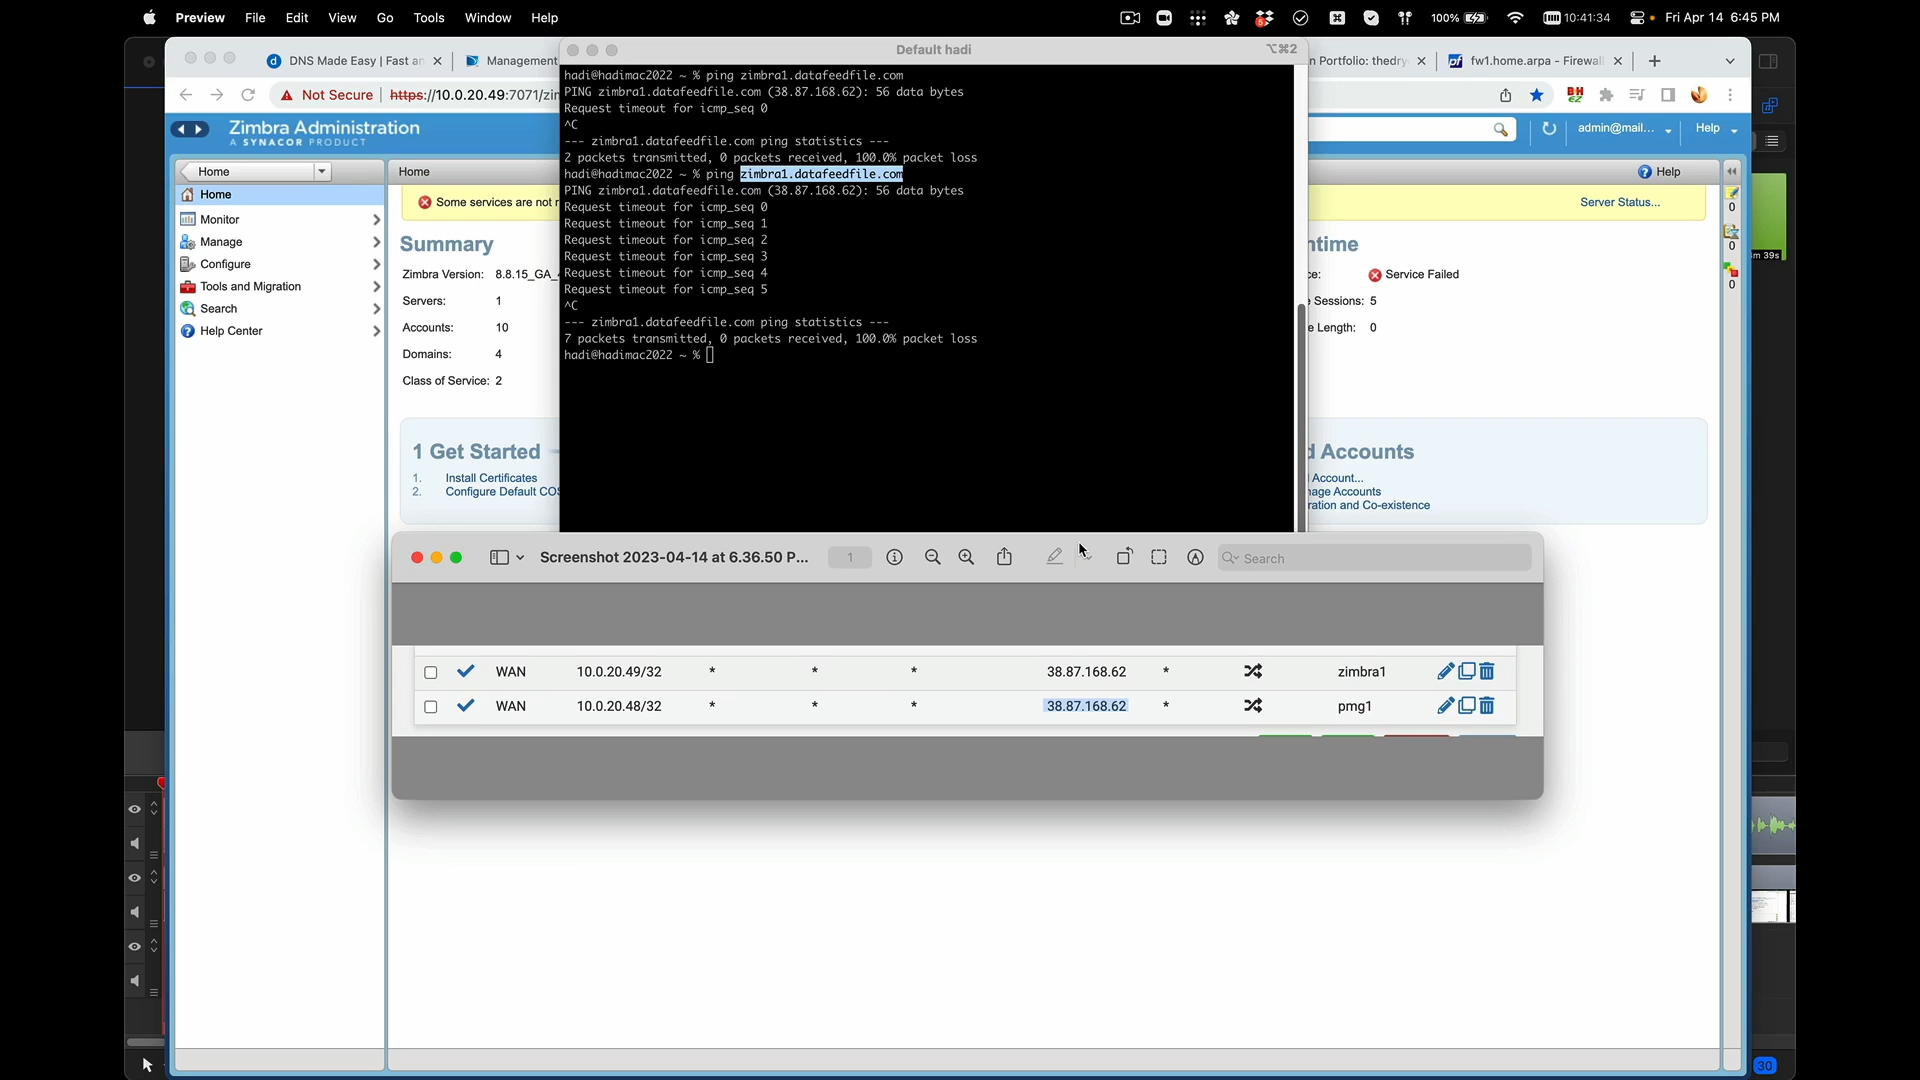 Preview File Edit View Go Tools Window Help
100% 10:41:34 Fri Apr 14 6:45 PM
DNS Made Easy | Fast an
Management
Default hadi
⌥⌘2
n Portfolio: thedry
fw1.home.arpa - Firewall
Not Secure | https://10.0.20.49:7071/zim
Zimbra Administration
A SYNACOR PRODUCT
admin@mail... Help
hadi@hadimac2022 ~ % ping zimbra1.datafeedfile.com
PING zimbra1.datafeedfile.com (38.87.168.62): 56 data bytes
Request timeout for icmp_seq 0
^C
--- zimbra1.datafeedfile.com ping statistics ---
2 packets transmitted, 0 packets received, 100.0% packet loss
hadi@hadimac2022 ~ % ping zimbra1.datafeedfile.com
PING zimbra1.datafeedfile.com (38.87.168.62): 56 data bytes
Request timeout for icmp_seq 0
Request timeout for icmp_seq 1
Request timeout for icmp_seq 2
Request timeout for icmp_seq 3
Request timeout for icmp_seq 4
Request timeout for icmp_seq 5
^C
--- zimbra1.datafeedfile.com ping statistics ---
7 packets transmitted, 0 packets received, 100.0% packet loss
hadi@hadimac2022 ~ %
Home
Home
Monitor
Manage
Configure
Tools and Migration
Search
Help Center
Home
Help
Some services are not r
Server Status...
Summary
Zimbra Version: 8.8.15_GA_
Servers: 1
Accounts: 10
Domains: 4
Class of Service: 2
ntime
ce: Service Failed
e Sessions: 5
e Length: 0
0
0
0
m 39s
1 Get Started
1. Install Certificates
2. Configure Default COS
d Accounts
Account...
nage Accounts
ration and Co-existence
Screenshot 2023-04-14 at 6.36.50 P...
1
Search
WAN 10.0.20.49/32 * * * 38.87.168.62 * zimbra1
WAN 10.0.20.48/32 * * * 38.87.168.62 * pmg1
30